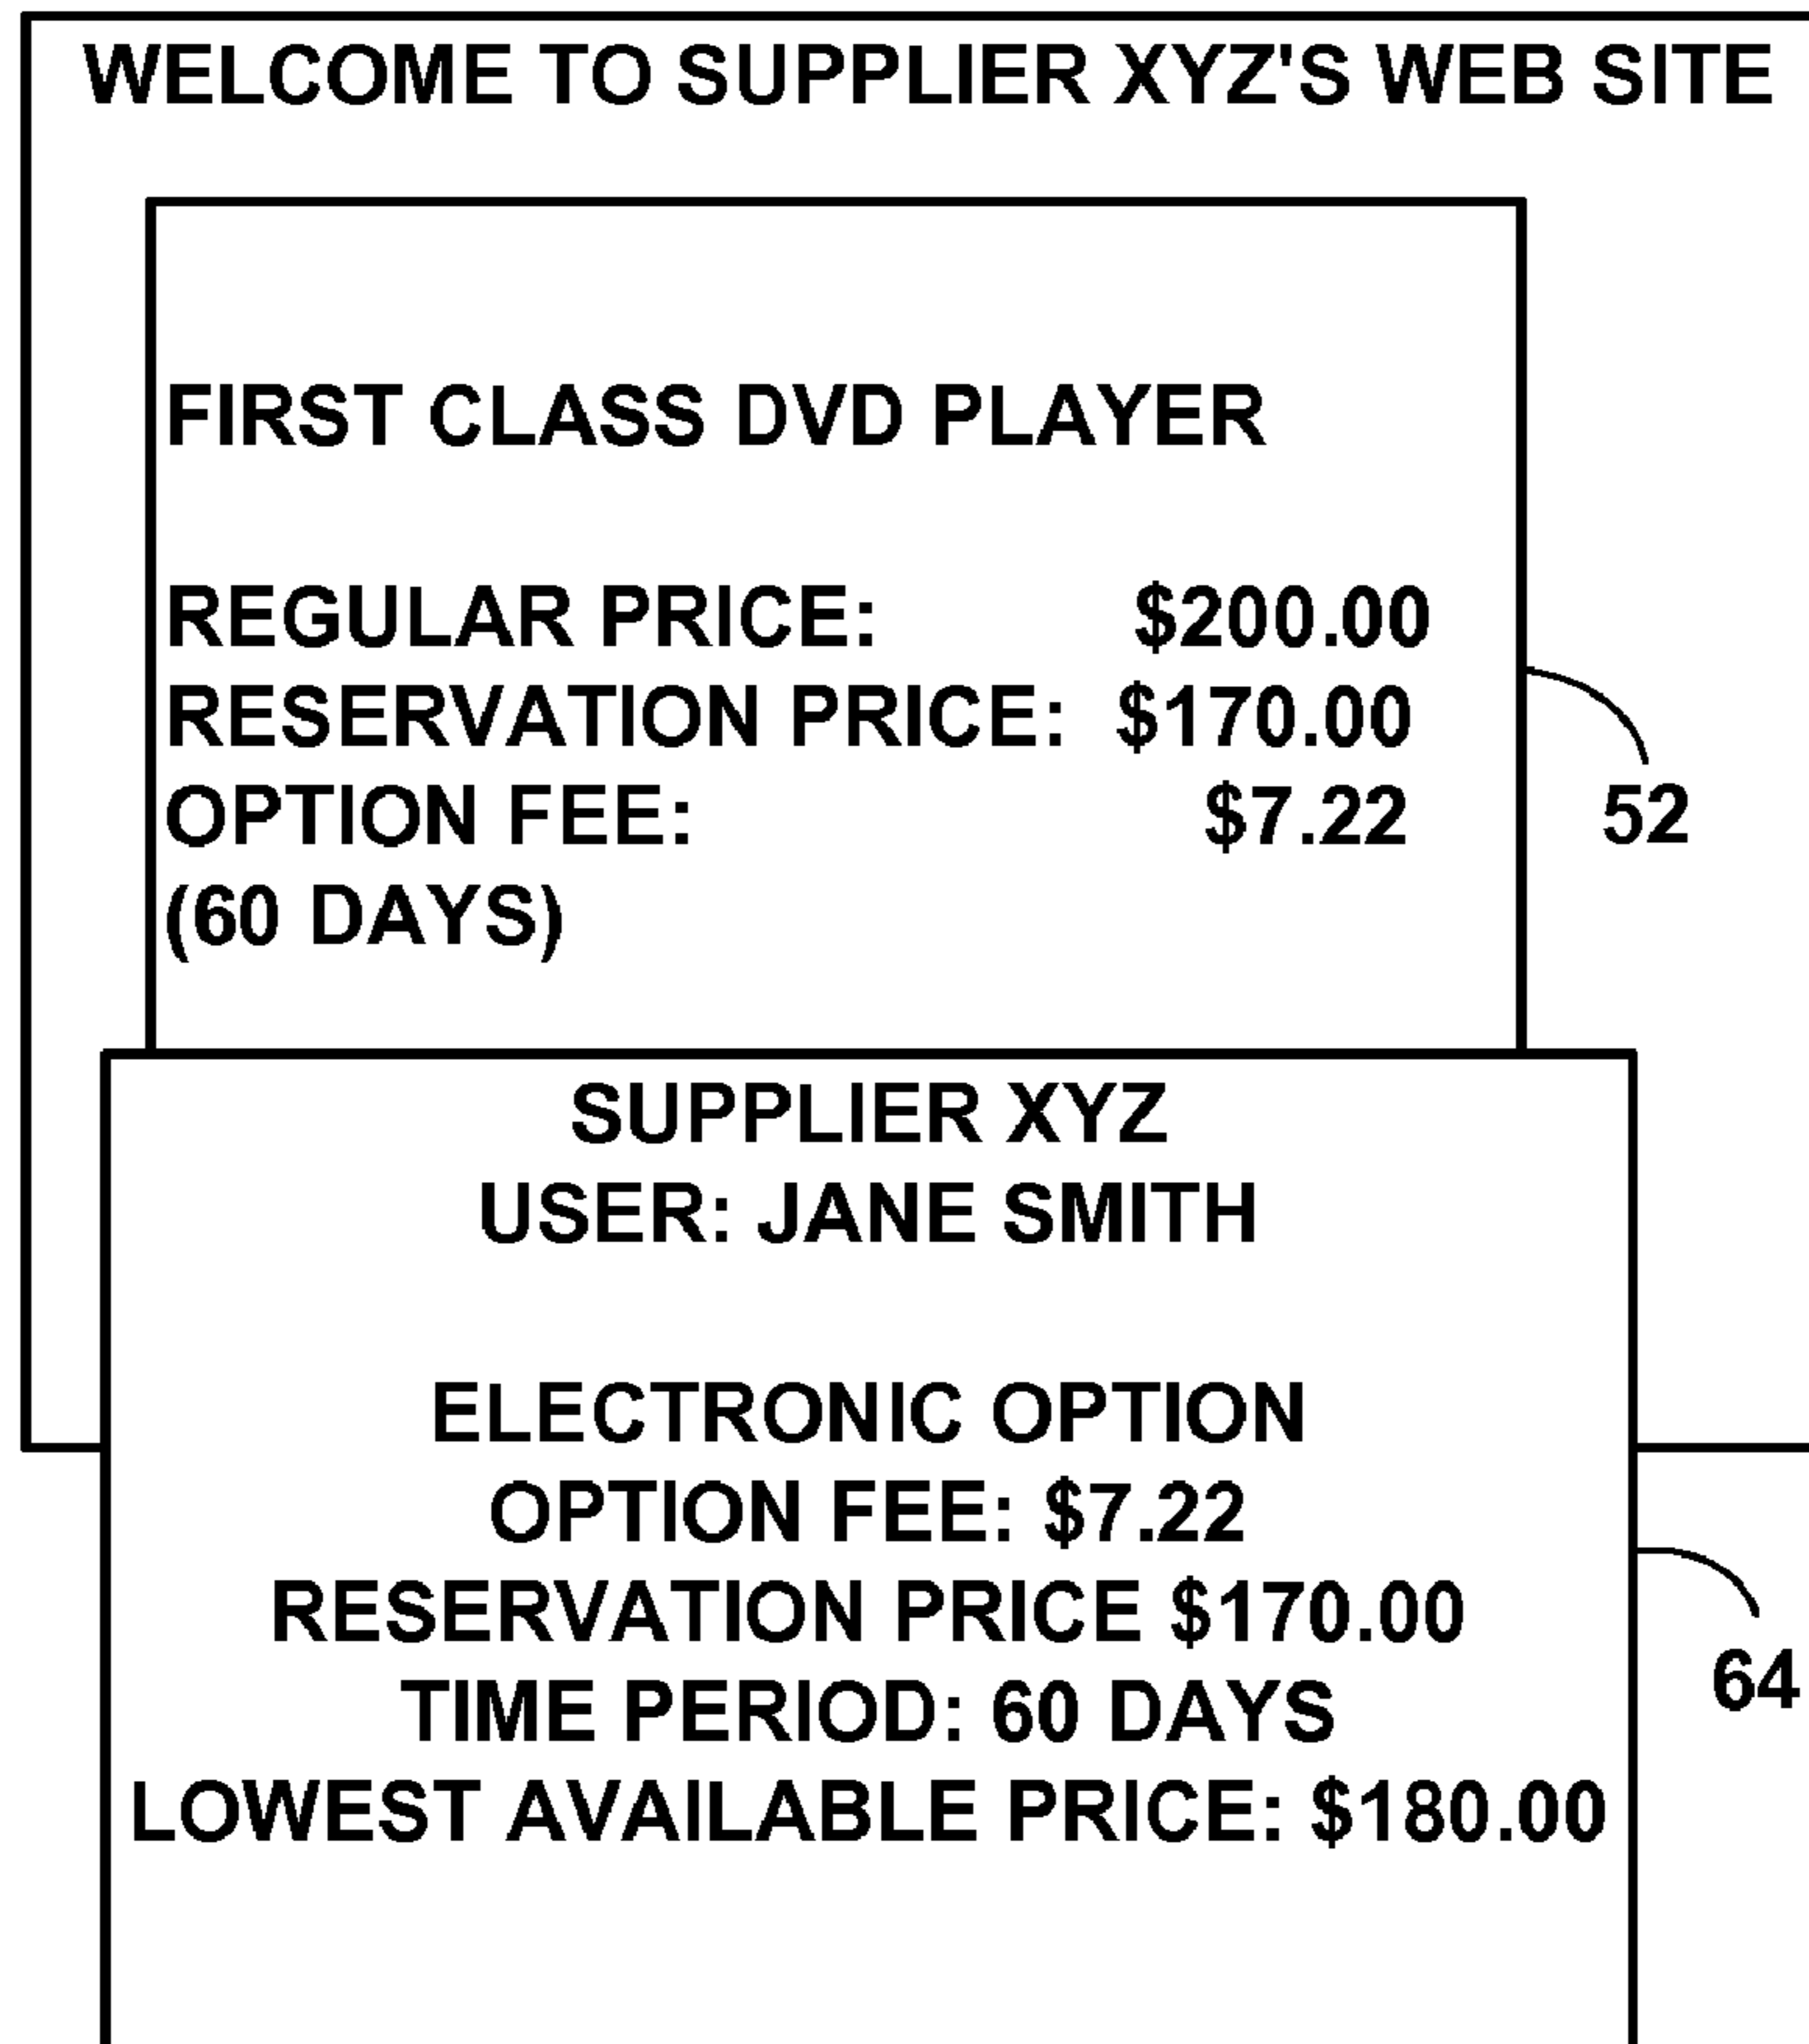 WELCOME TO SUPPLIER XYZ'S WEB SITE
FIRST CLASS DVD PLAYER
REGULAR PRICE: $200.00
RESERVATION PRICE: $170.00
OPTION FEE: $7.22
(60 DAYS)
52
SUPPLIER XYZ
USER: JANE SMITH
ELECTRONIC OPTION
OPTION FEE: $7.22
RESERVATION PRICE $170.00
TIME PERIOD: 60 DAYS
64
LOWEST AVAILABLE PRICE: $180.00